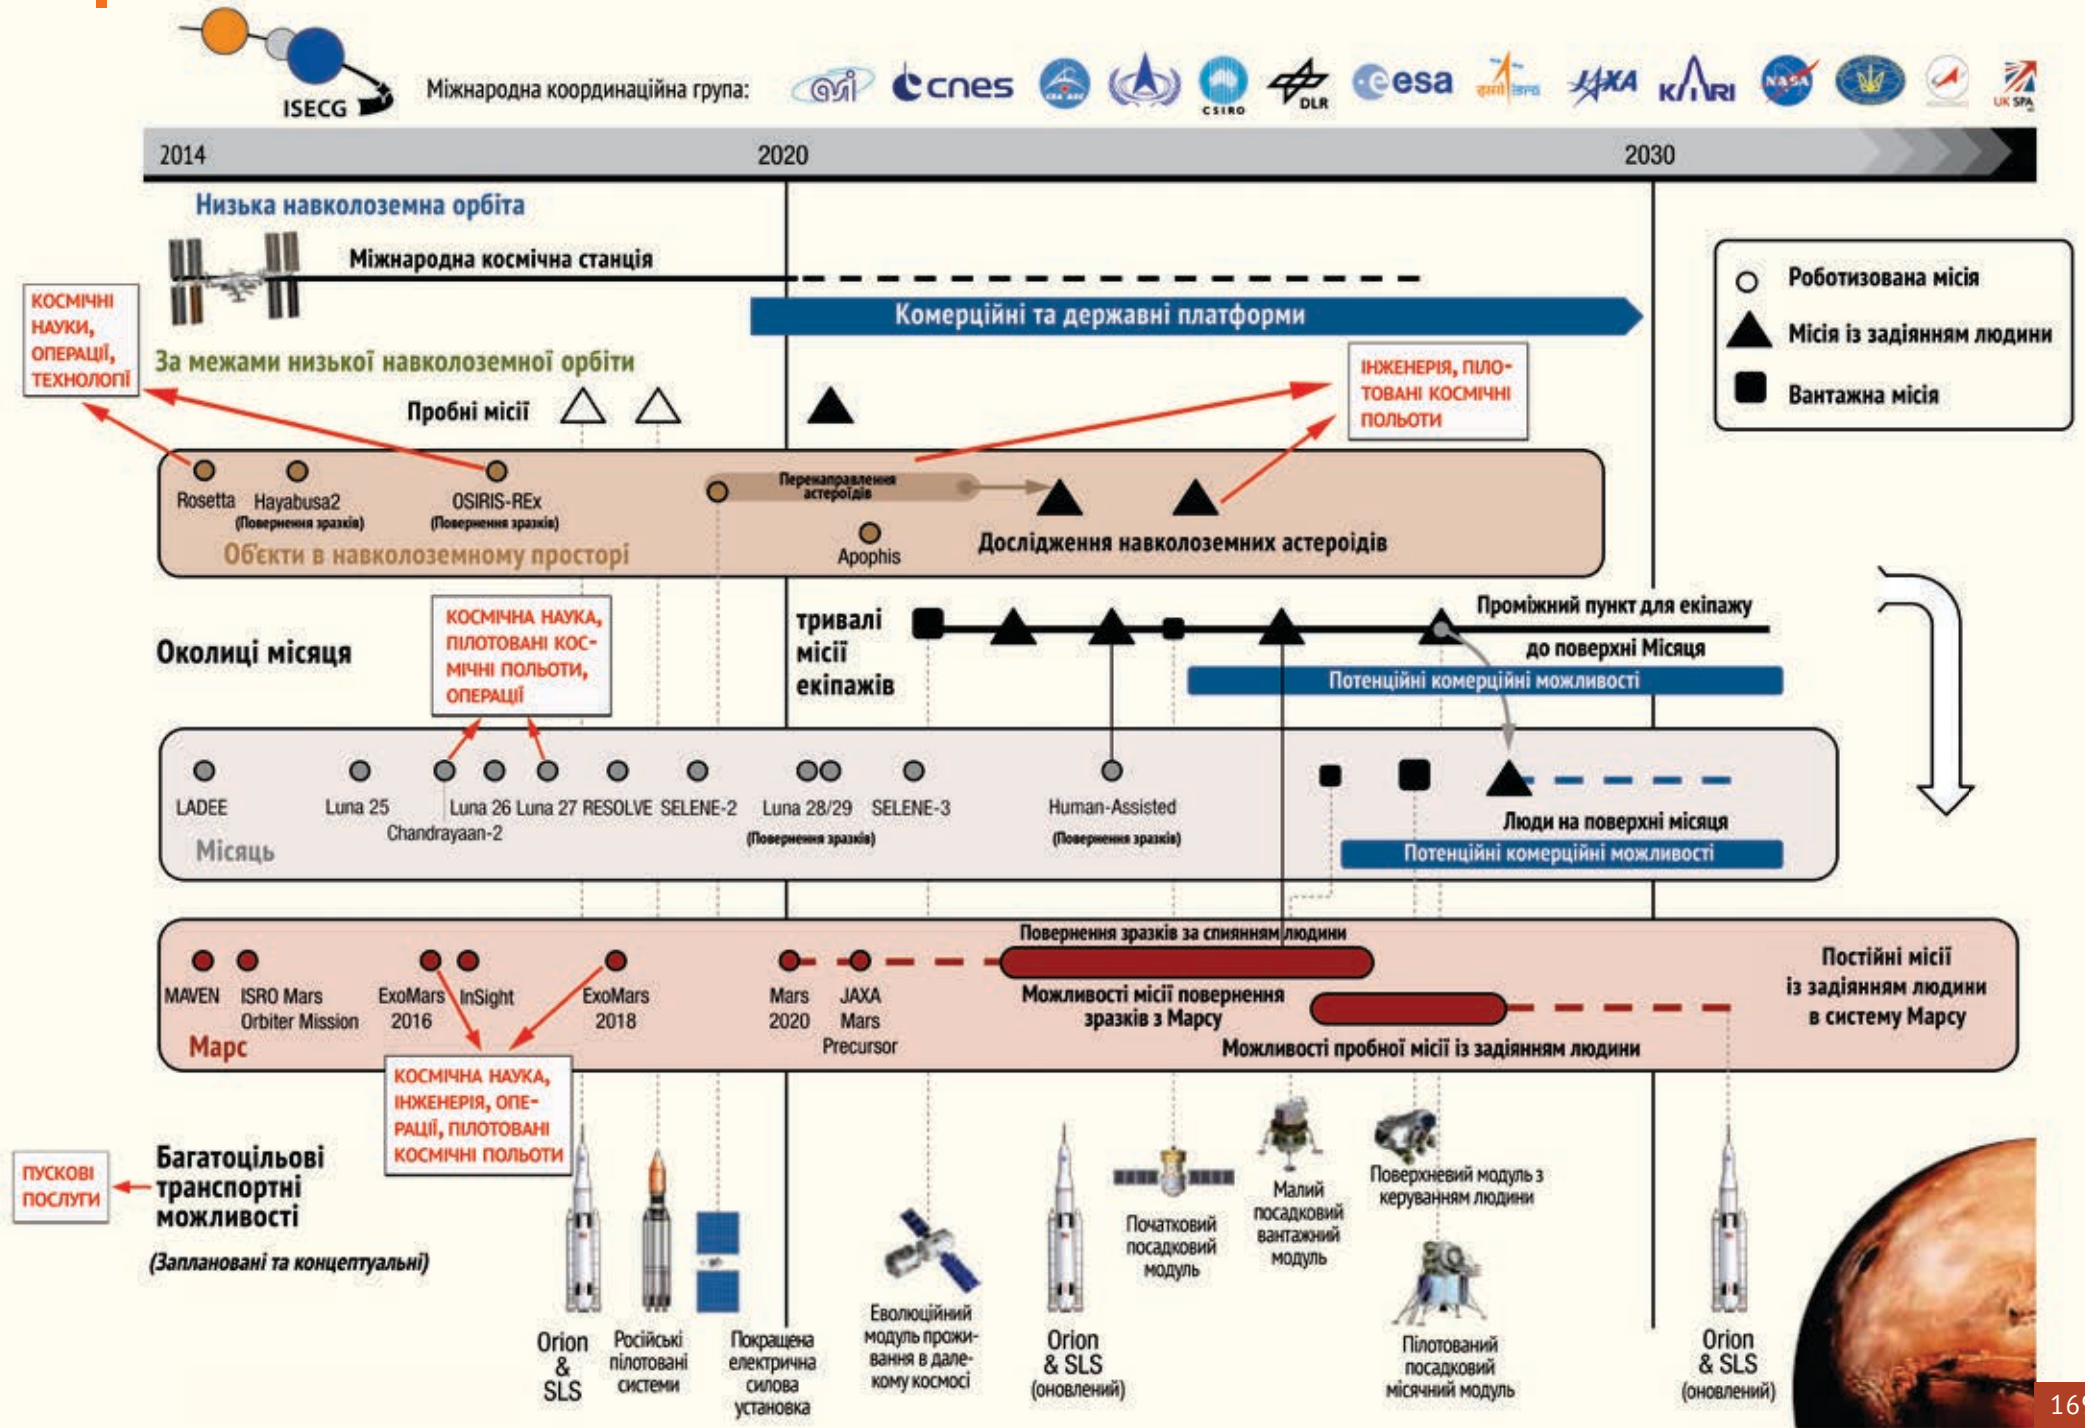 ISECG
Міжнародна координаційна група:
asi
cnes
CSA ASC
CSIRO
DLR
esa
isro
JAXA
KARI
NASA
UK SPA
2014
2020
2030
Низька навколоземна орбіта
Міжнародна космічна станція
Комерційні та державні платформи
Роботизована місія
Місія із задіянням людини
Вантажна місія
КОСМІЧНІ
НАУКИ,
ОПЕРАЦІЇ,
ТЕХНОЛОГІЇ
За межами низької навколоземної орбіти
Пробні місії
ІНЖЕНЕРІЯ, ПІЛО-
ТОВАНІ КОСМІЧНІ
ПОЛЬОТИ
Rosetta
Hayabusa2
(Повернення зразків)
OSIRIS-REx
(Повернення зразків)
Перенаправлення
астероїдів
Apophis
Дослідження навколоземних астероїдів
Об'єкти в навколоземному просторі
Околиці місяця
КОСМІЧНА НАУКА,
ПІЛОТОВАНІ КОС-
МІЧНІ ПОЛЬОТИ,
ОПЕРАЦІЇ
тривалі
місії
екіпажів
Проміжний пункт для екіпажу
до поверхні Місяця
Потенційні комерційні можливості
LADEE
Luna 25
Chandrayaan-2
Luna 26
Luna 27
RESOLVE
SELENE-2
Luna 28/29
(Повернення зразків)
SELENE-3
Human-Assisted
(Повернення зразків)
Люди на поверхні місяця
Потенційні комерційні можливості
Місяць
Повернення зразків за спиянням людини
MAVEN
ISRO Mars
Orbiter Mission
ExoMars
2016
InSight
ExoMars
2018
Mars
2020
JAXA
Mars
Precursor
Можливості місії повернення
зразків з Марсу
Можливості пробної місії із задіянням людини
Постійні місії
із задіянням людини
в систему Марсу
Марс
КОСМІЧНА НАУКА,
ІНЖЕНЕРІЯ, ОПЕ-
РАЦІЇ, ПІЛОТОВАНІ
КОСМІЧНІ ПОЛЬОТИ
ПУСКОВІ
ПОСЛУГИ
Багатоцільові
транспортні
можливості
(Заплановані та концептуальні)
Orion
&
SLS
Російські
пілотовані
системи
Покращена
електрична
силова
установка
Еволюційний
модуль прожи-
вання в дале-
кому космосі
Orion
& SLS
(оновлений)
Початковий
посадковий
модуль
Малий
посадковий
вантажний
модуль
Поверхневий модуль з
керуванням людини
Пілотований
посадковий
місячний модуль
Orion
& SLS
(оновлений)